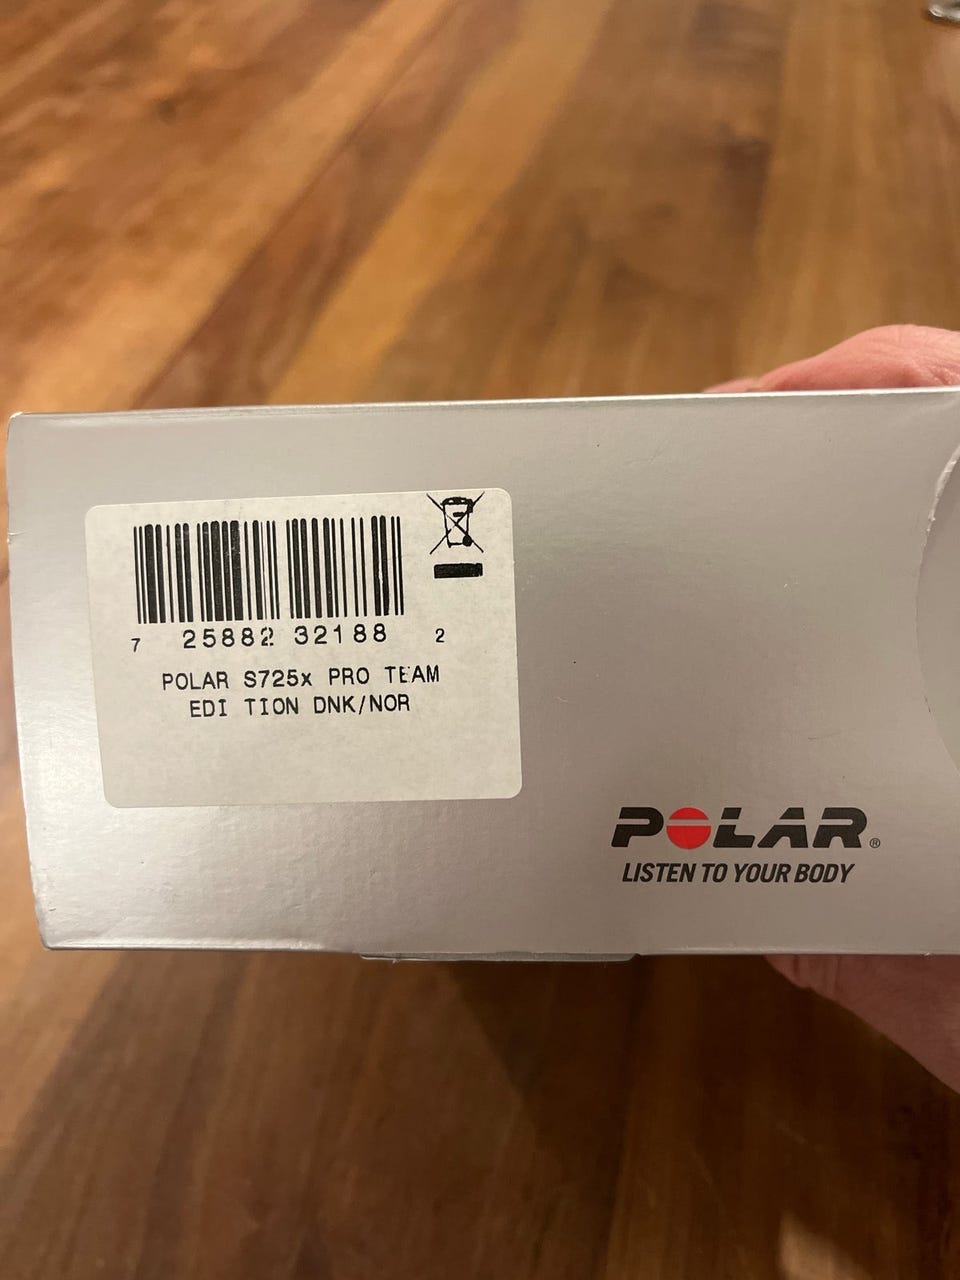 7 25882 32188 2
POLAR S725x PRO TEAM
EDI TION DNK/NOR
POLAR®
LISTEN TO YOUR BODY